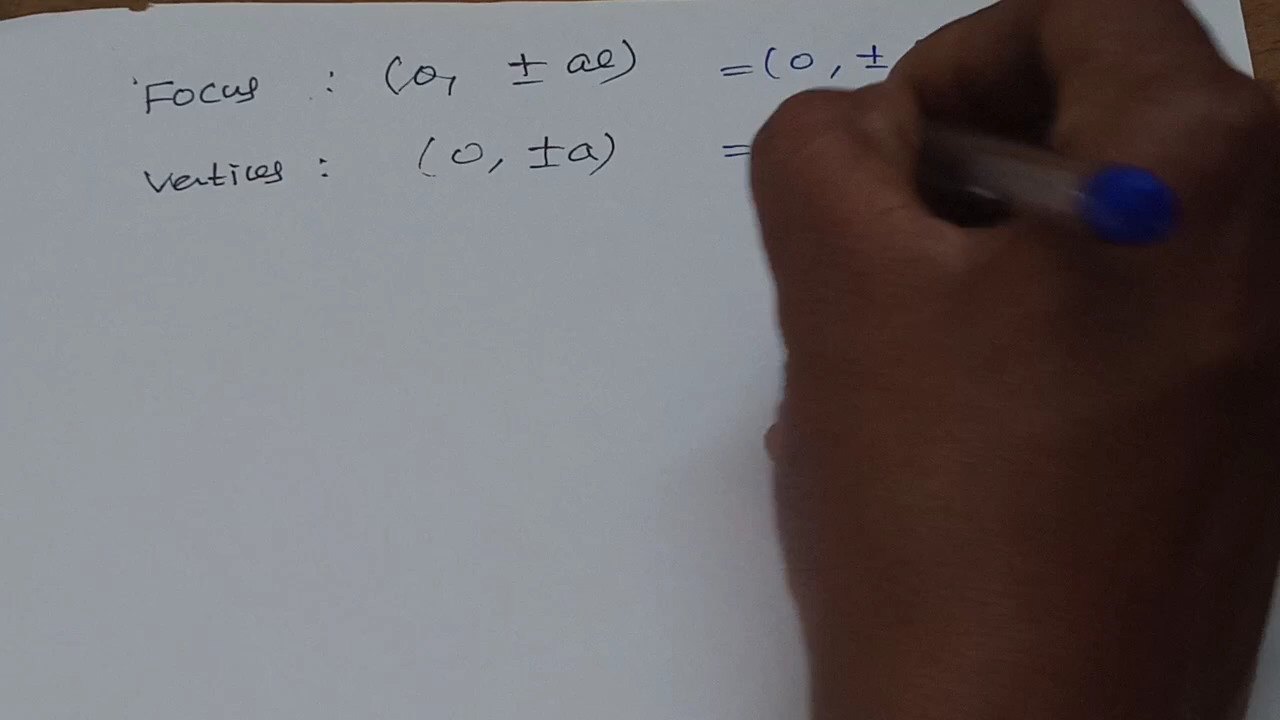 Focus : (0, ± ae) = (0, ±
Vertices : (0, ±a) =